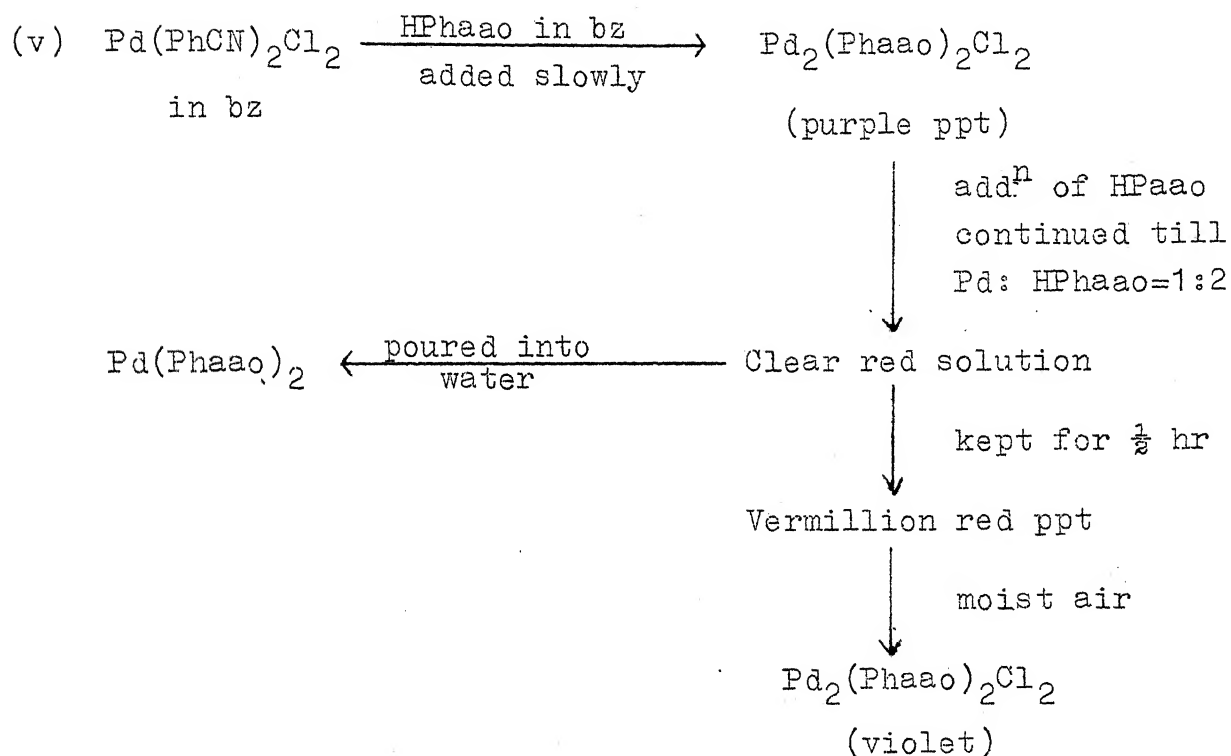 (v) Pd(PhCN)₂Cl₂ HPhaao in bz Pd₂(Phaao)₂Cl₂
added slowly
in bz
(purple ppt)
add.ⁿ of HPaao
continued till
Pd: HPhaao=1:2
Pd(Phaao)₂ poured into Clear red solution
water
kept for ½ hr
Vermillion red ppt
moist air
Pd₂(Phaao)₂Cl₂
(violet)